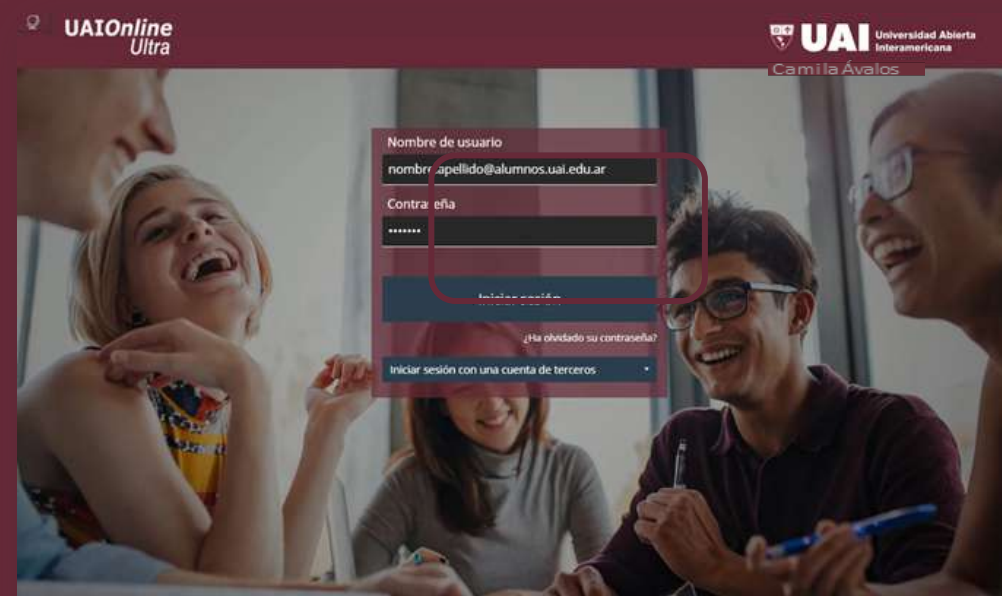 UAIOnline
Ultra
UAI Universidad Abierta
Interamericana
Camila Ávalos
Nombre de usuario
nombre.apellido@alumnos.uai.edu.ar
Contraseña
Iniciar sesión
¿Ha olvidado su contraseña?
Iniciar sesión con una cuenta de terceros